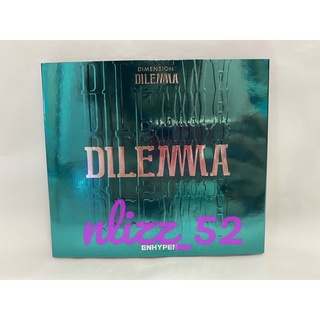 DIMENSION:
DILEMMA
DILEMMA
nlizz_52
ENHYPEN